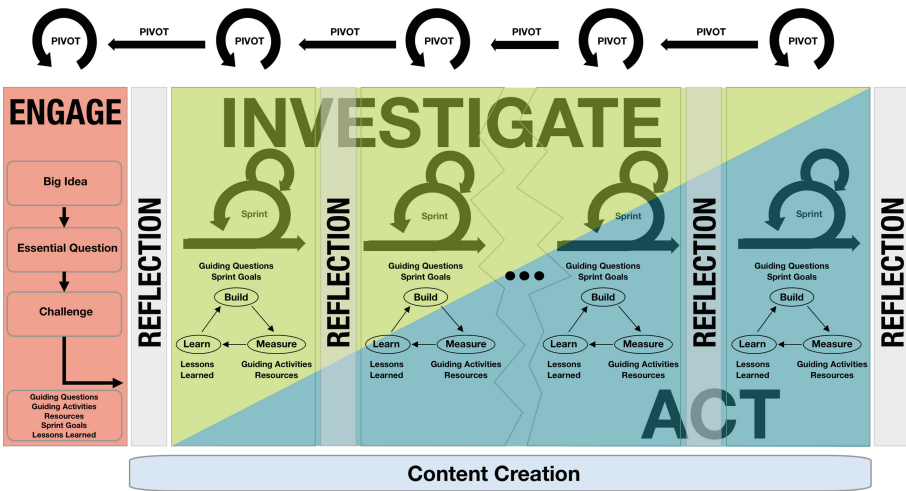 PIVOT
PIVOT
PIVOT
PIVOT
PIVOT
PIVOT
PIVOT
PIVOT
PIVOT
ENGAGE
Big Idea
Essential Question
Challenge
Guiding Questions
Guiding Activities
Resources
Sprint Goals
Lessons Learned
REFLECTION
INVESTIGATE
Sprint
Guiding Questions
Sprint Goals
Build
Learn
Measure
Lessons
Learned
Guiding Activities
Resources
REFLECTION
Sprint
Guiding Questions
Sprint Goals
Build
Learn
Measure
Lessons
Learned
Guiding Activities
Resources
Sprint
Guiding Questions
Sprint Goals
Build
Learn
Measure
Lessons
Learned
Guiding Activities
Resources
REFLECTION
Sprint
Guiding Questions
Sprint Goals
Build
Learn
Measure
Lessons
Learned
Guiding Activities
Resources
ACT
REFLECTION
Content Creation